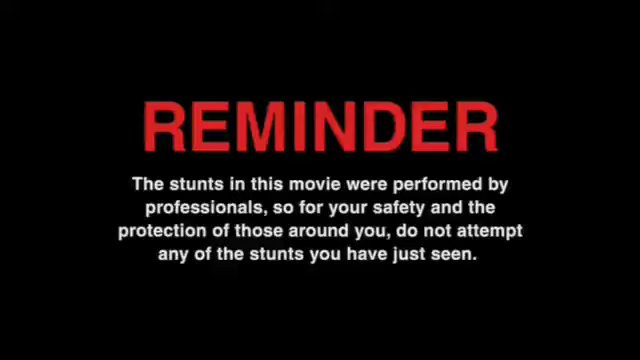 REMINDER
The stunts in this movie were performed by
professionals, so for your safety and the
protection of those around you, do not attempt
any of the stunts you have just seen.